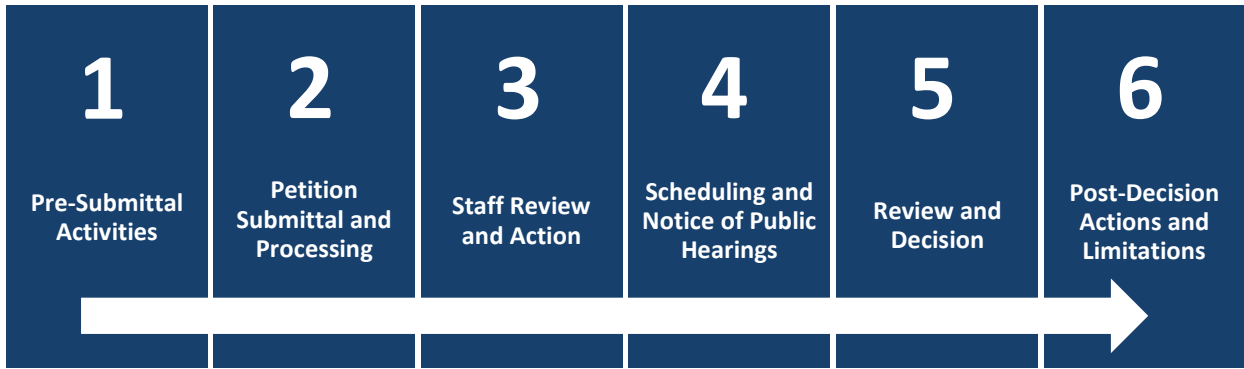 1
Pre-Submittal
Activities
2
Petition
Submittal and
Processing
3
Staff Review
and Action
4
Scheduling and
Notice of Public
Hearings
5
Review and
Decision
6
Post-Decision
Actions and
Limitations